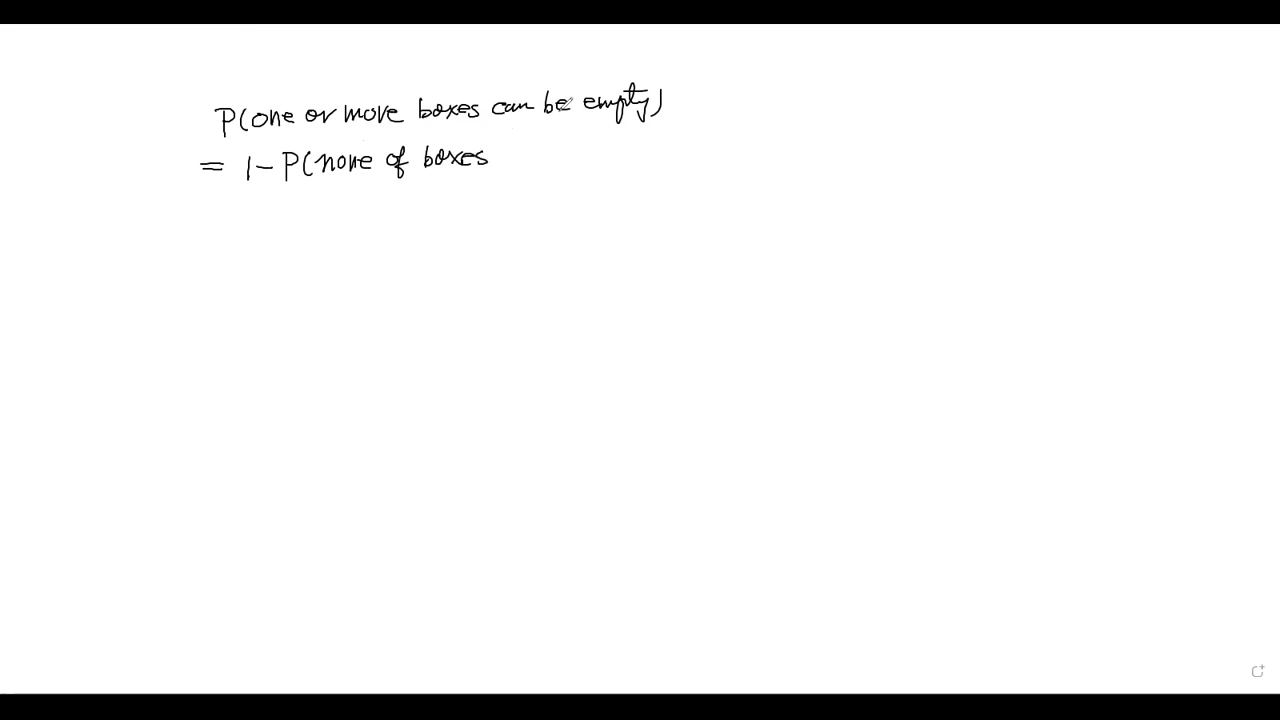 P(one or more boxes can be empty)
= 1 - P(none of boxes